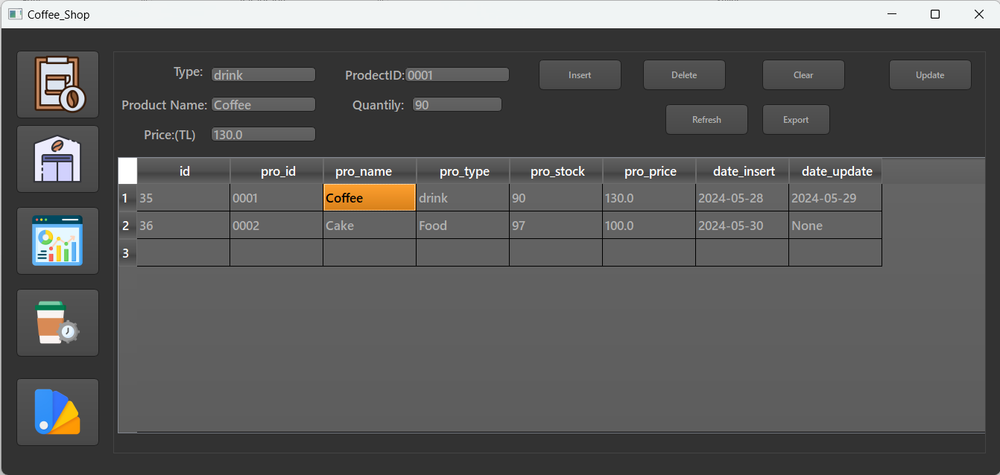 Coffee_Shop
Type: drink ProdectID: 0001 Insert Delete Clear Update
Product Name: Coffee Quantily: 90
Refresh Export
Price:(TL) 130.0
id pro_id pro_name pro_type pro_stock pro_price date_insert date_update
1 35 0001 Coffee drink 90 130.0 2024-05-28 2024-05-29
2 36 0002 Cake Food 97 100.0 2024-05-30 None
3